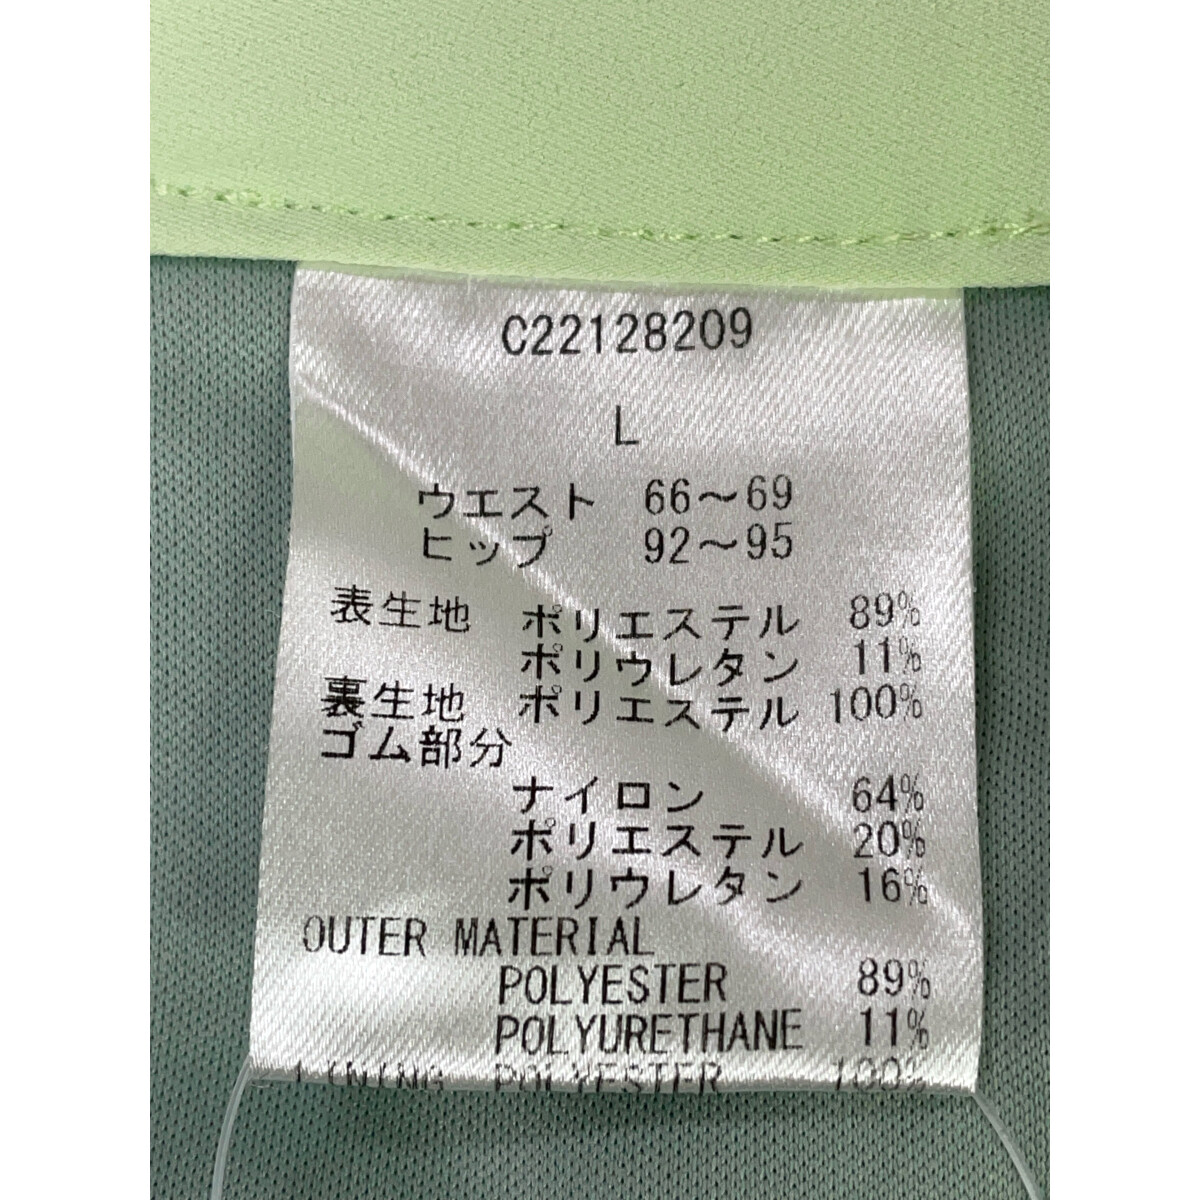 C22128209
L
ウエスト 66〜69
ヒップ 92〜95
表生地 ポリエステル 89%
ポリウレタン 11%
裏生地 ポリエステル 100%
ゴム部分
ナイロン 64%
ポリエステル 20%
ポリウレタン 16%
OUTER MATERIAL
POLYESTER 89%
POLYURETHANE 11%
LINING POLYESTER 100%